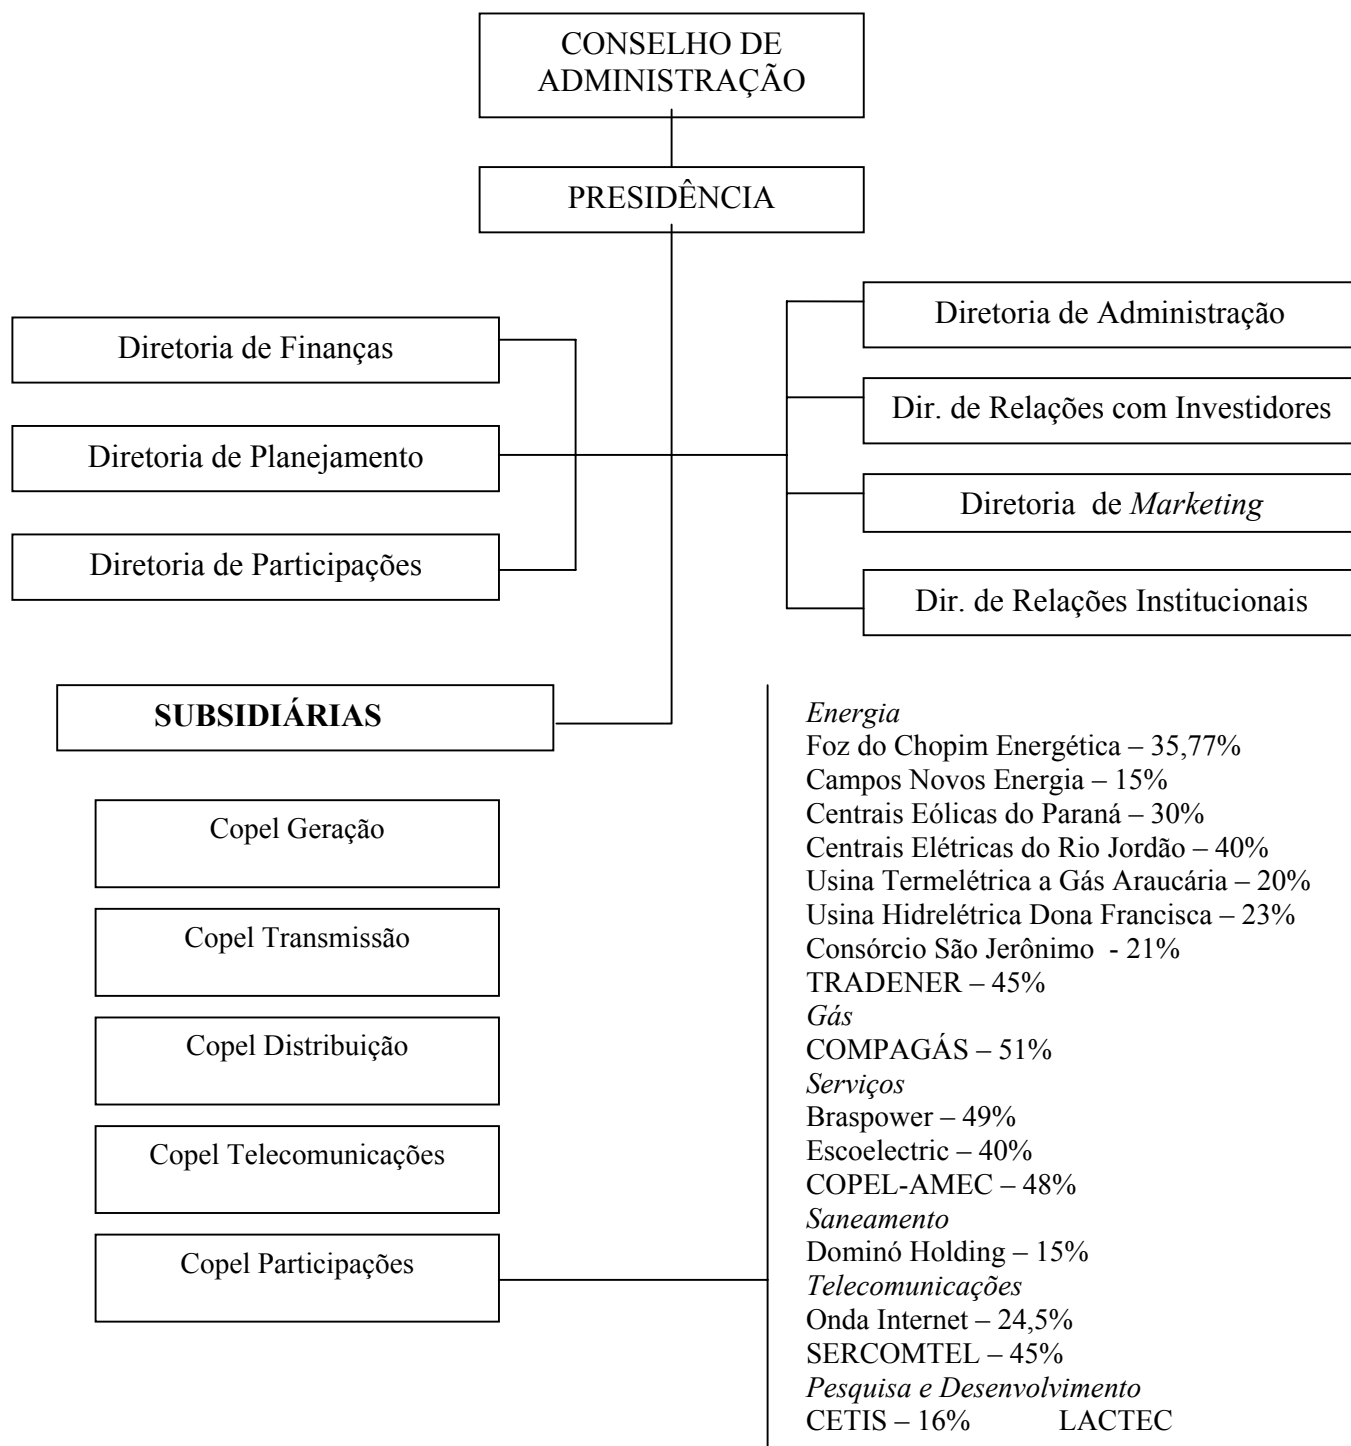 CONSELHO DE
ADMINISTRAÇÃO
PRESIDÊNCIA
Diretoria de Finanças
Diretoria de Planejamento
Diretoria de Participações
Diretoria de Administração
Dir. de Relações com Investidores
Diretoria de Marketing
Dir. de Relações Institucionais
SUBSIDIÁRIAS
Copel Geração
Copel Transmissão
Copel Distribuição
Copel Telecomunicações
Copel Participações
Energia
Foz do Chopim Energética – 35,77%
Campos Novos Energia – 15%
Centrais Eólicas do Paraná – 30%
Centrais Elétricas do Rio Jordão – 40%
Usina Termelétrica a Gás Araucária – 20%
Usina Hidrelétrica Dona Francisca – 23%
Consórcio São Jerônimo - 21%
TRADENER – 45%
Gás
COMPAGÁS – 51%
Serviços
Braspower – 49%
Escoelectric – 40%
COPEL-AMEC – 48%
Saneamento
Dominó Holding – 15%
Telecomunicações
Onda Internet – 24,5%
SERCOMTEL – 45%
Pesquisa e Desenvolvimento
CETIS – 16% LACTEC